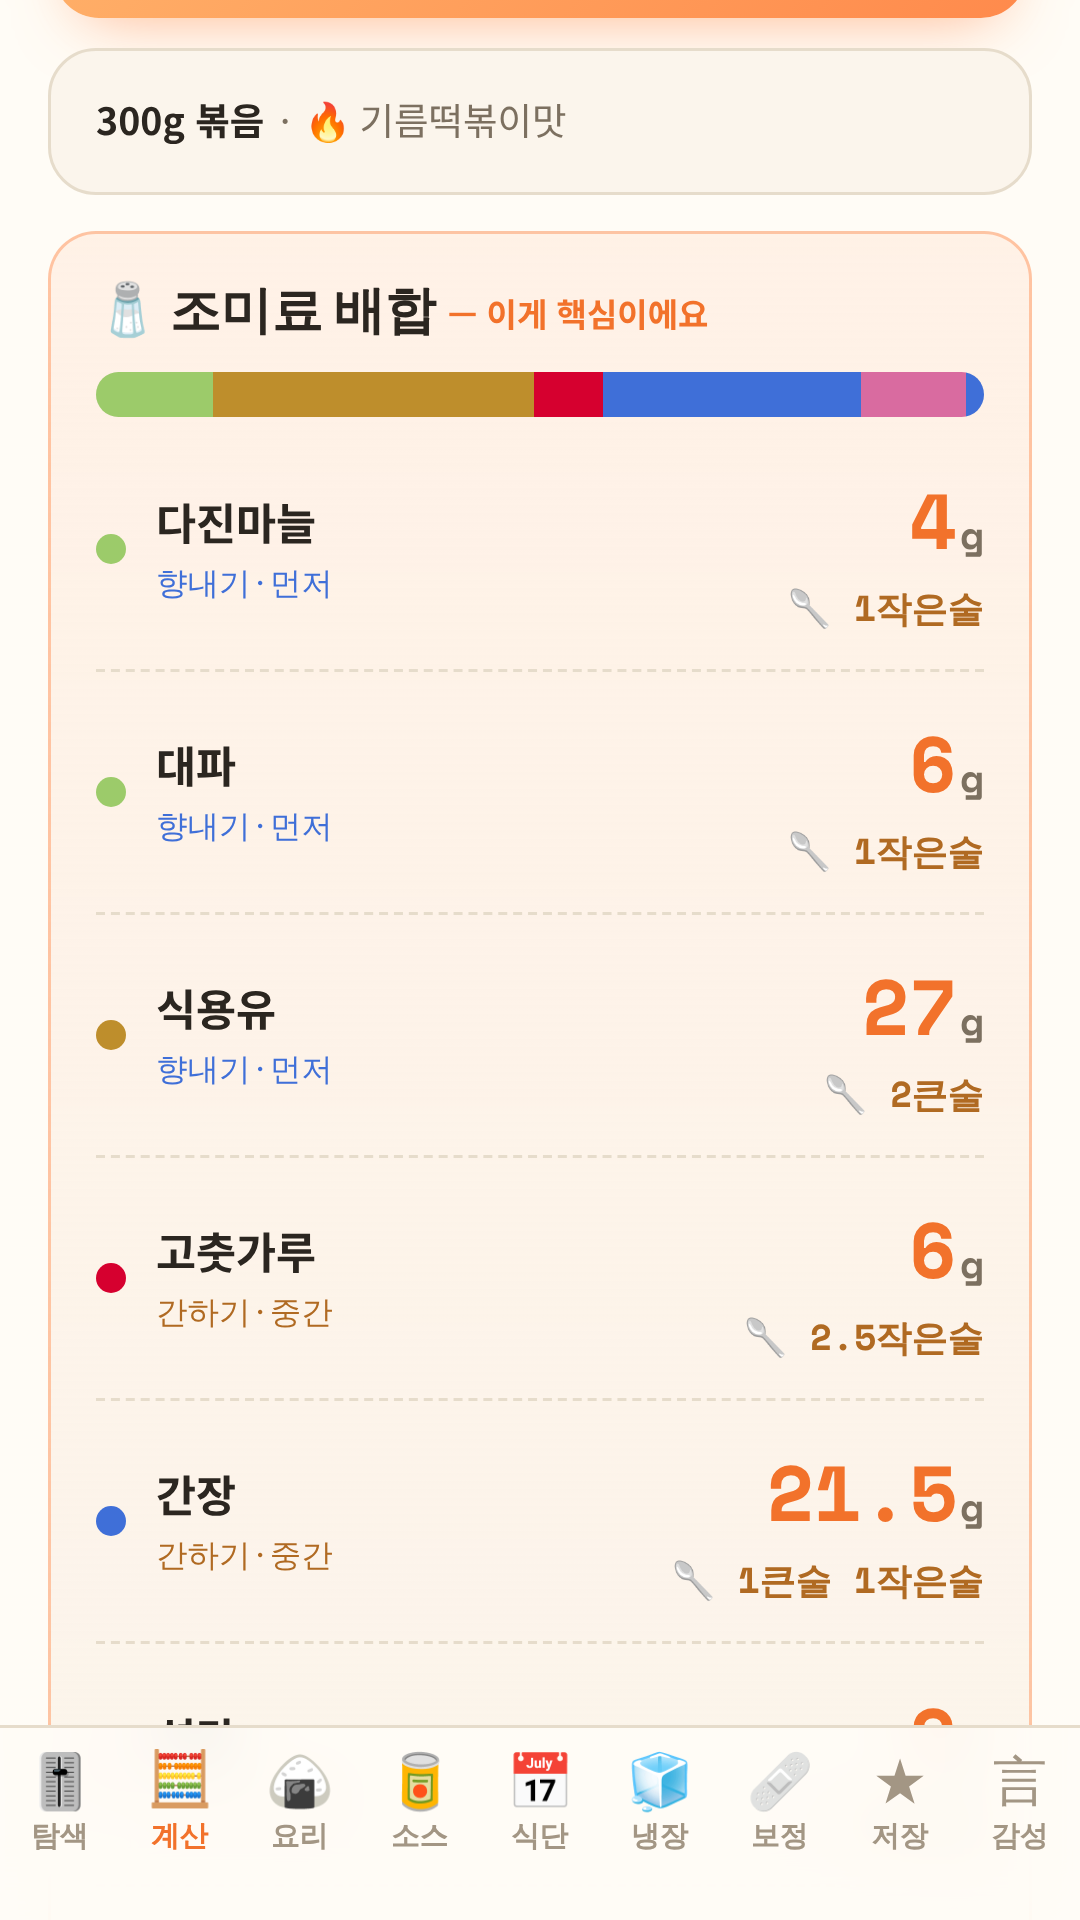 300g 볶음 · 🔥 기름떡볶이맛
조미료 배합 — 이게 핵심이에요
다진마늘
4g
향내기·먼저
1작은술
대파
6g
향내기·먼저
1작은술
식용유
27g
향내기·먼저
2큰술
고춧가루
6g
간하기·중간
2.5작은술
간장
21.5g
간하기·중간
1큰술 1작은술
July
17
탐색 계산 요리 소스 식단 냉장 보정 저장 감성
言